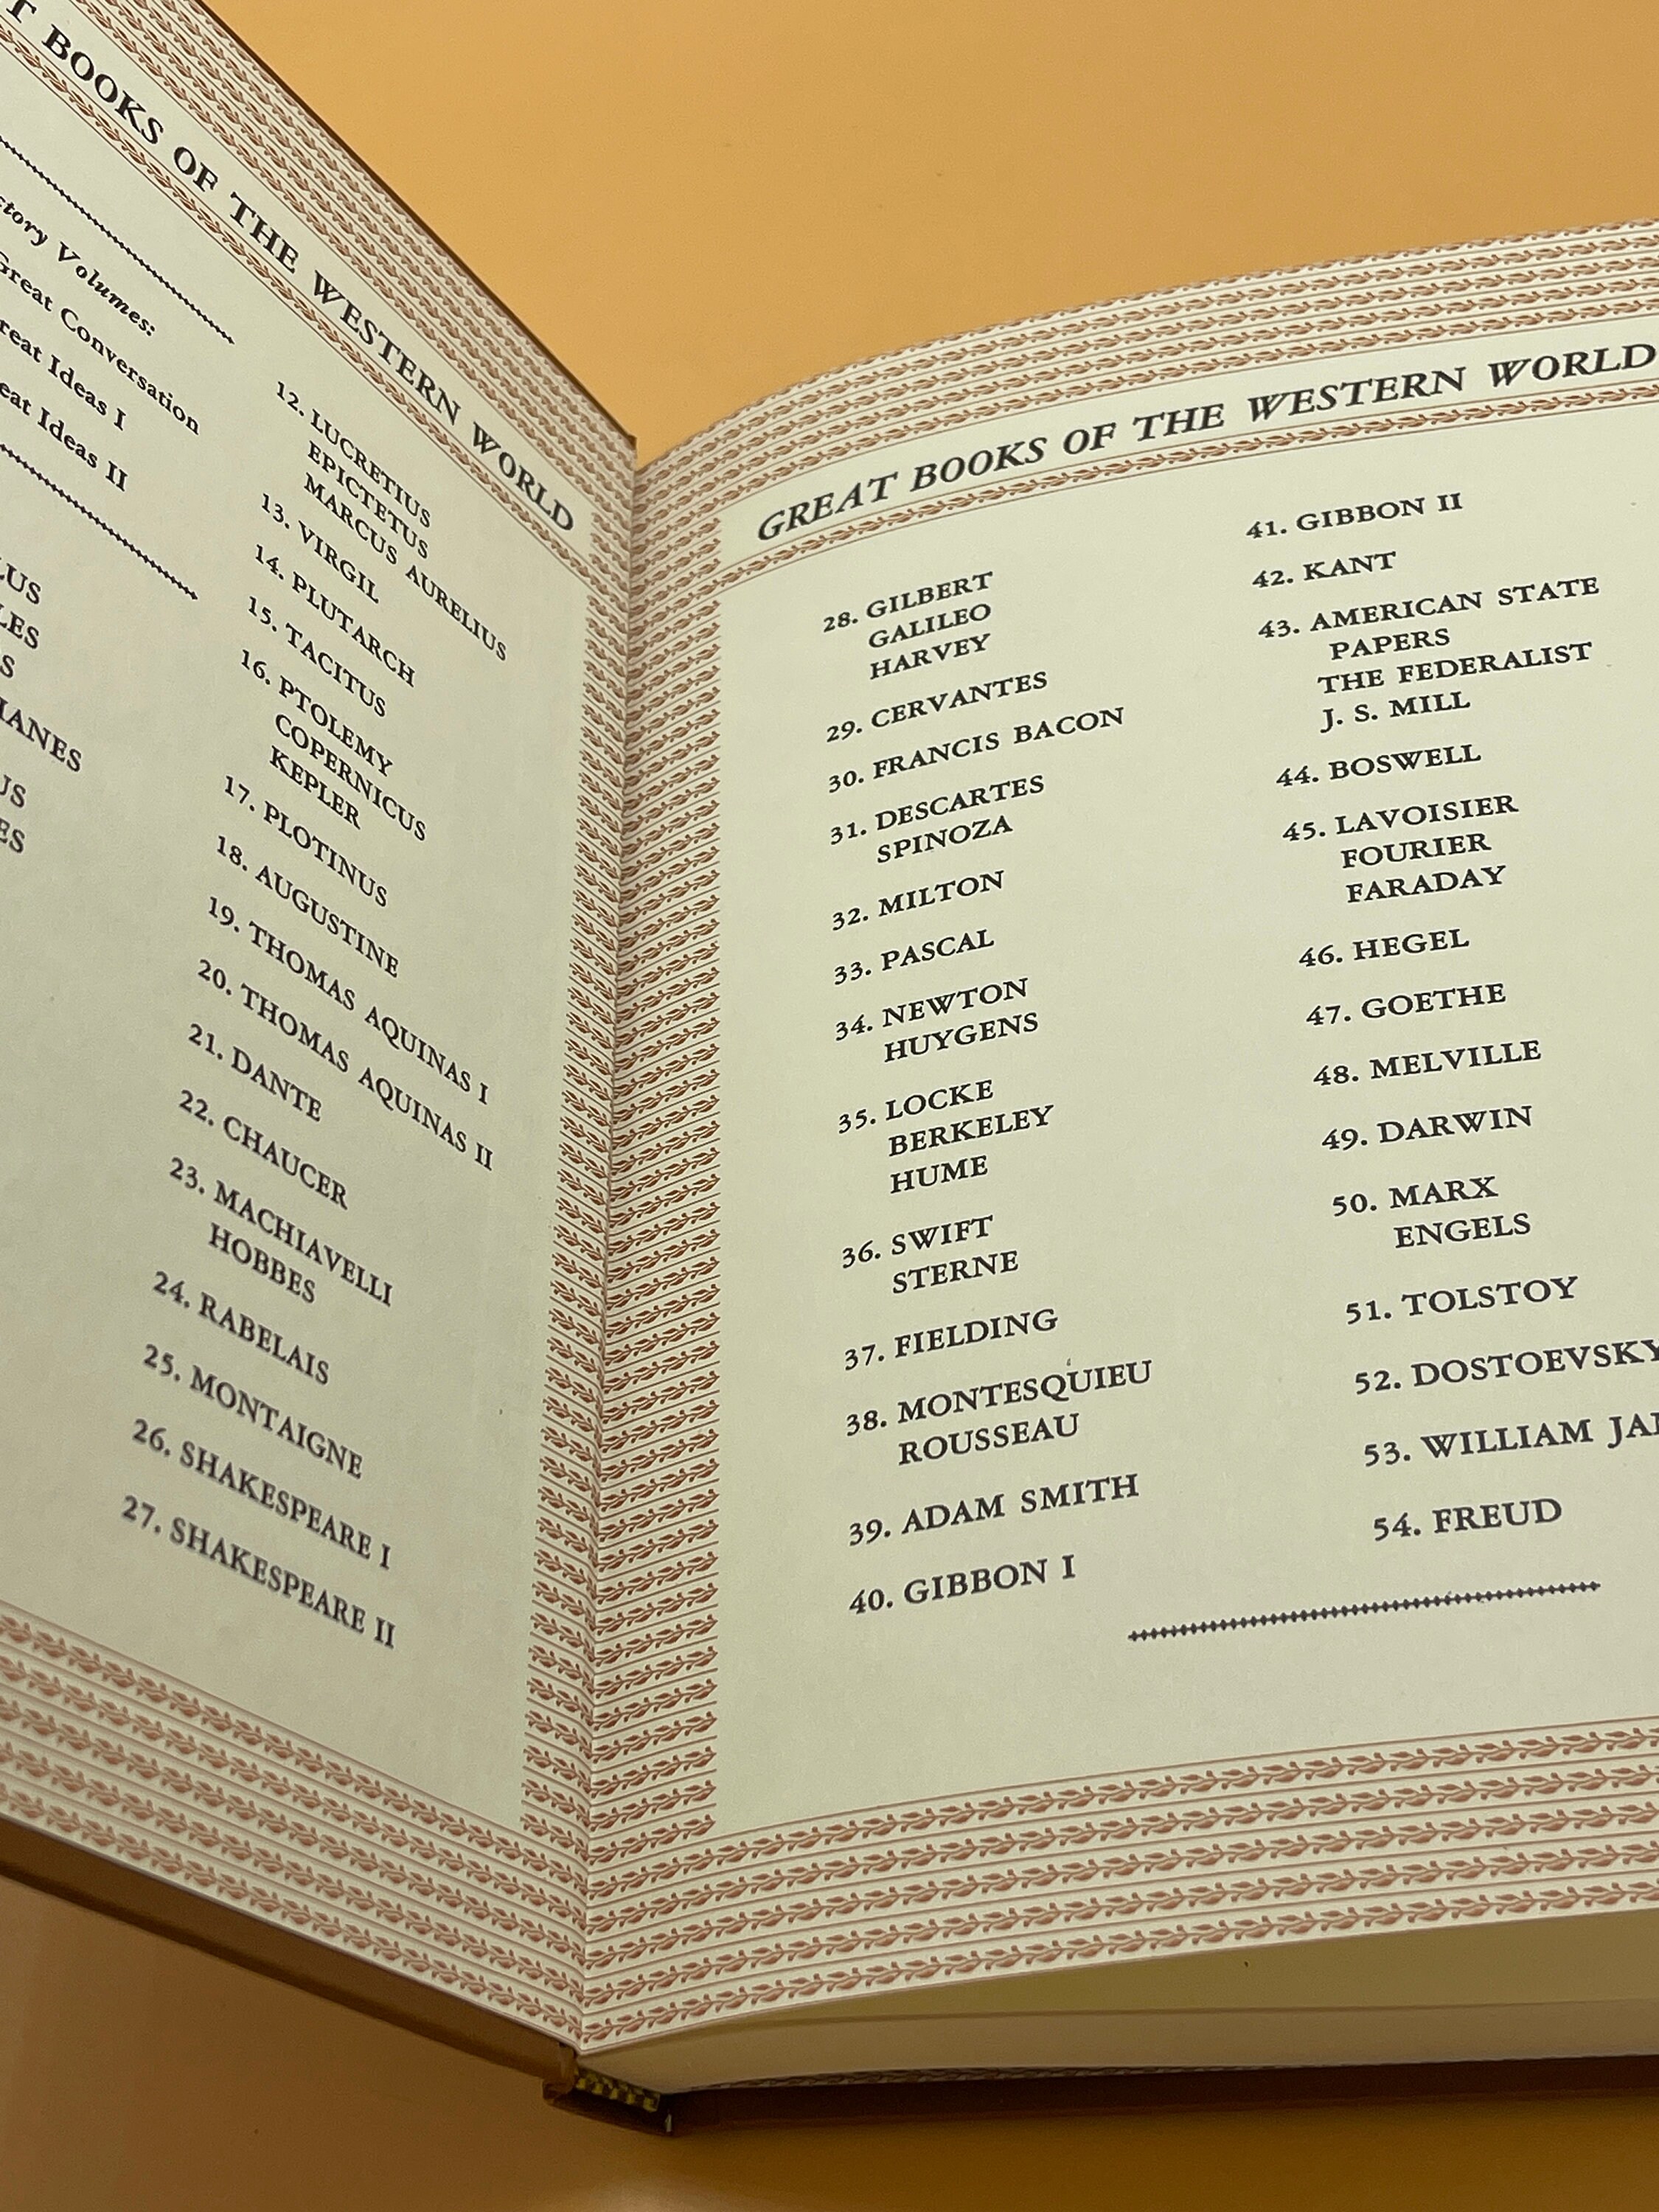 BOOKS OF THE WESTERN WORLD
Volumes:
Great Conversation
Ideas I
Ideas II
12. LUCRETIUS
EPICTETUS
MARCUS AURELIUS
13. VIRGIL
14. PLUTARCH
15. TACITUS
16. PTOLEMY
COPERNICUS
KEPLER
17. PLOTINUS
18. AUGUSTINE
19. THOMAS AQUINAS I
20. THOMAS AQUINAS II
21. DANTE
22. CHAUCER
23. MACHIAVELLI
HOBBES
24. RABELAIS
25. MONTAIGNE
26. SHAKESPEARE I
27. SHAKESPEARE II
GREAT BOOKS OF THE WESTERN WORLD
28. GILBERT
GALILEO
HARVEY
29. CERVANTES
30. FRANCIS BACON
31. DESCARTES
SPINOZA
32. MILTON
33. PASCAL
34. NEWTON
HUYGENS
35. LOCKE
BERKELEY
HUME
36. SWIFT
STERNE
37. FIELDING
38. MONTESQUIEU
ROUSSEAU
39. ADAM SMITH
40. GIBBON I
41. GIBBON II
42. KANT
43. AMERICAN STATE
PAPERS
THE FEDERALIST
J. S. MILL
44. BOSWELL
45. LAVOISIER
FOURIER
FARADAY
46. HEGEL
47. GOETHE
48. MELVILLE
49. DARWIN
50. MARX
ENGELS
51. TOLSTOY
52. DOSTOEVSKY
53. WILLIAM
54. FREUD